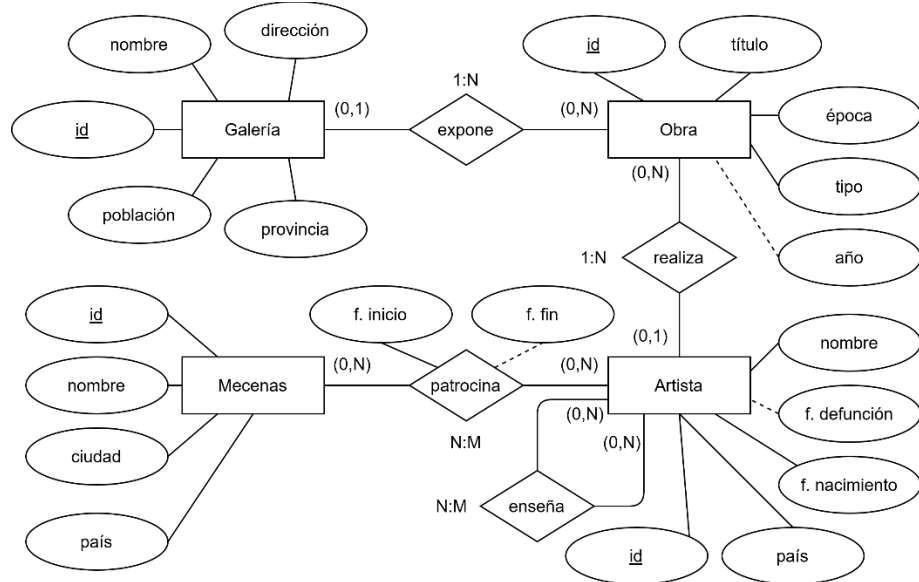 nombre
dirección
id
Galería
población
provincia
(0,1)
1:N
expone
(0,N)
id
título
Obra
época
tipo
año
(0,N)
1:N
realiza
(0,1)
id
nombre
Mecenas
ciudad
país
f. inicio
f. fin
(0,N)
patrocina
(0,N)
N:M
Artista
nombre
f. defunción
f. nacimiento
(0,N)
(0,N)
N:M
enseña
id
país